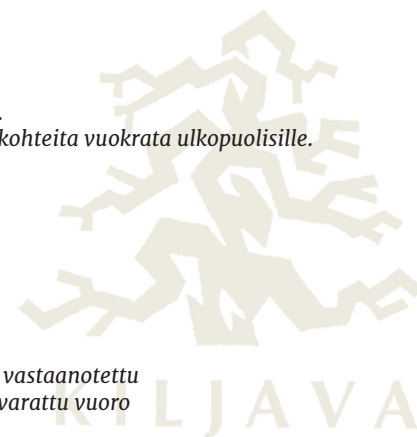 .
kohteita vuokrata ulkopuolisille.
vastaanotettu
varattu vuoro
KILJAVA